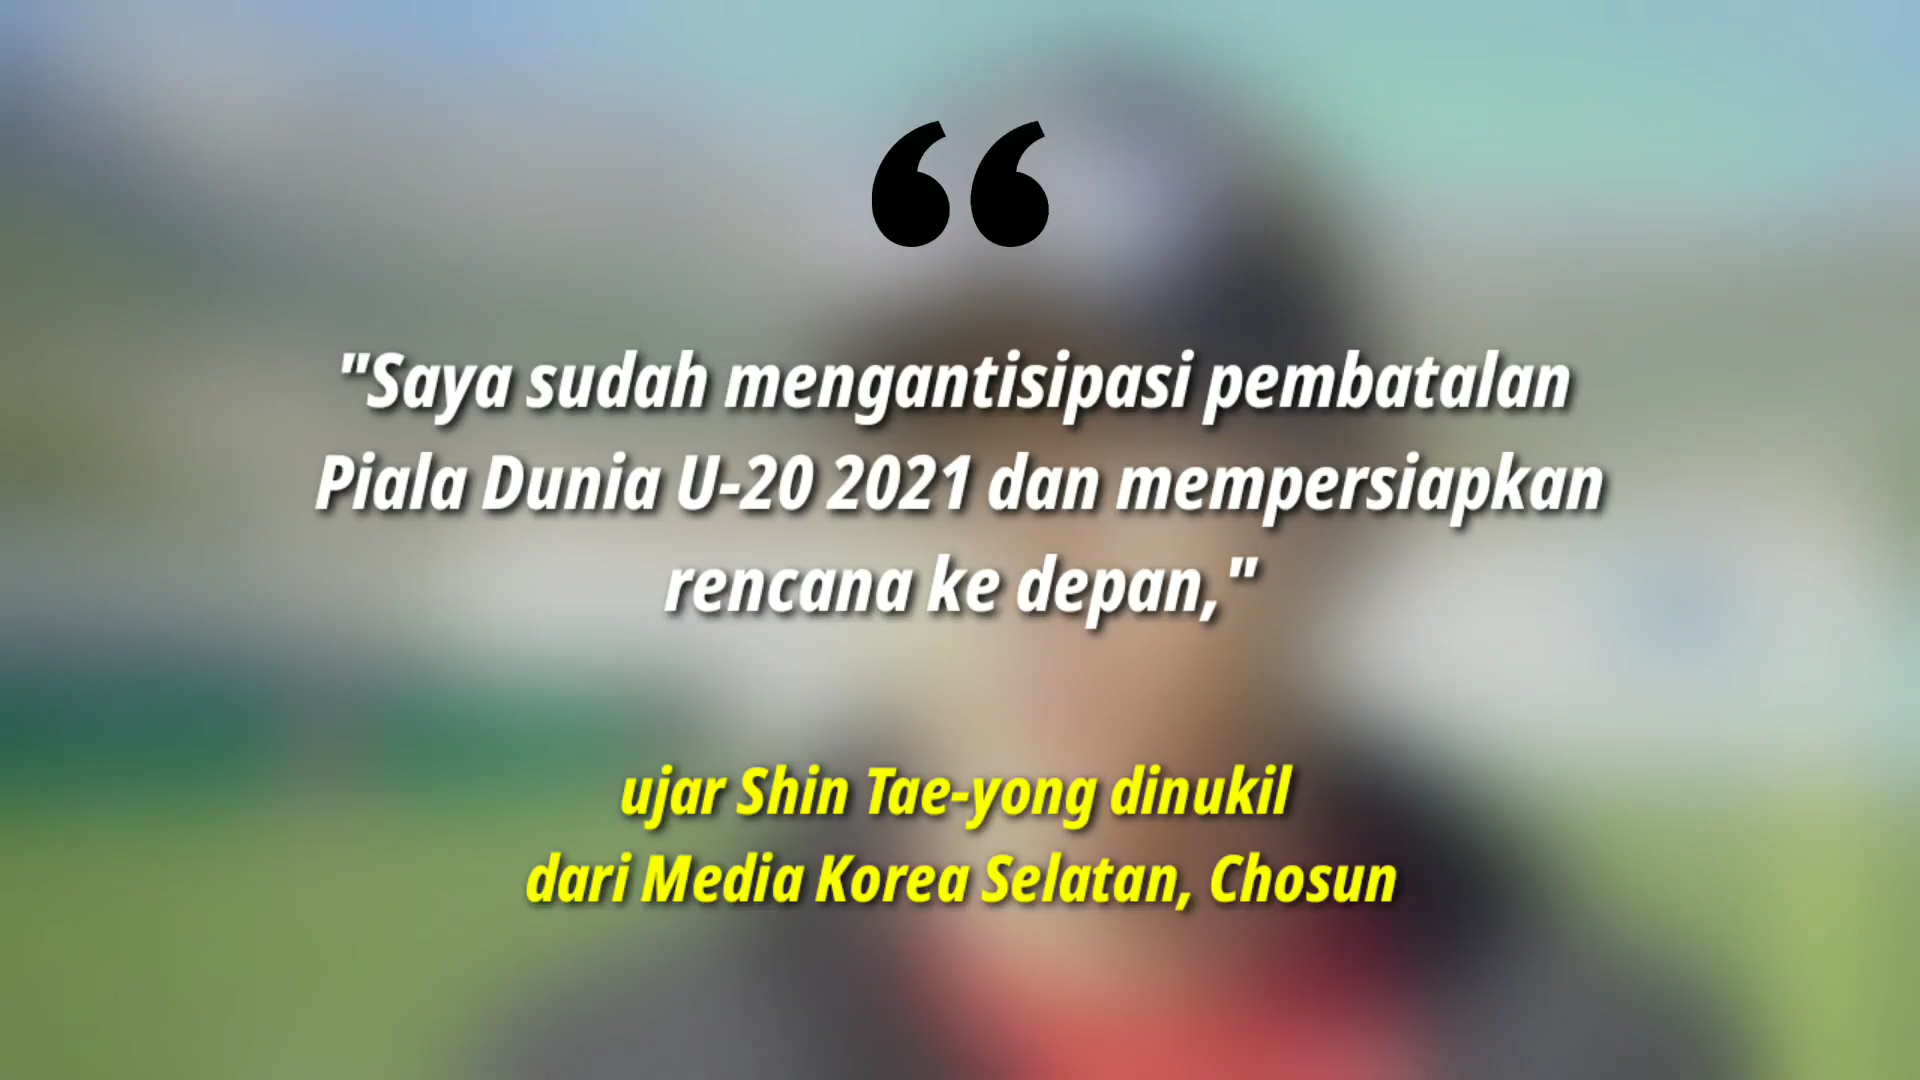 "Saya sudah mengantisipasi pembatalan
Piala Dunia U-20 2021 dan mempersiapkan
rencana ke depan,"
ujar Shin Tae-yong dinukil
dari Media Korea Selatan, Chosun